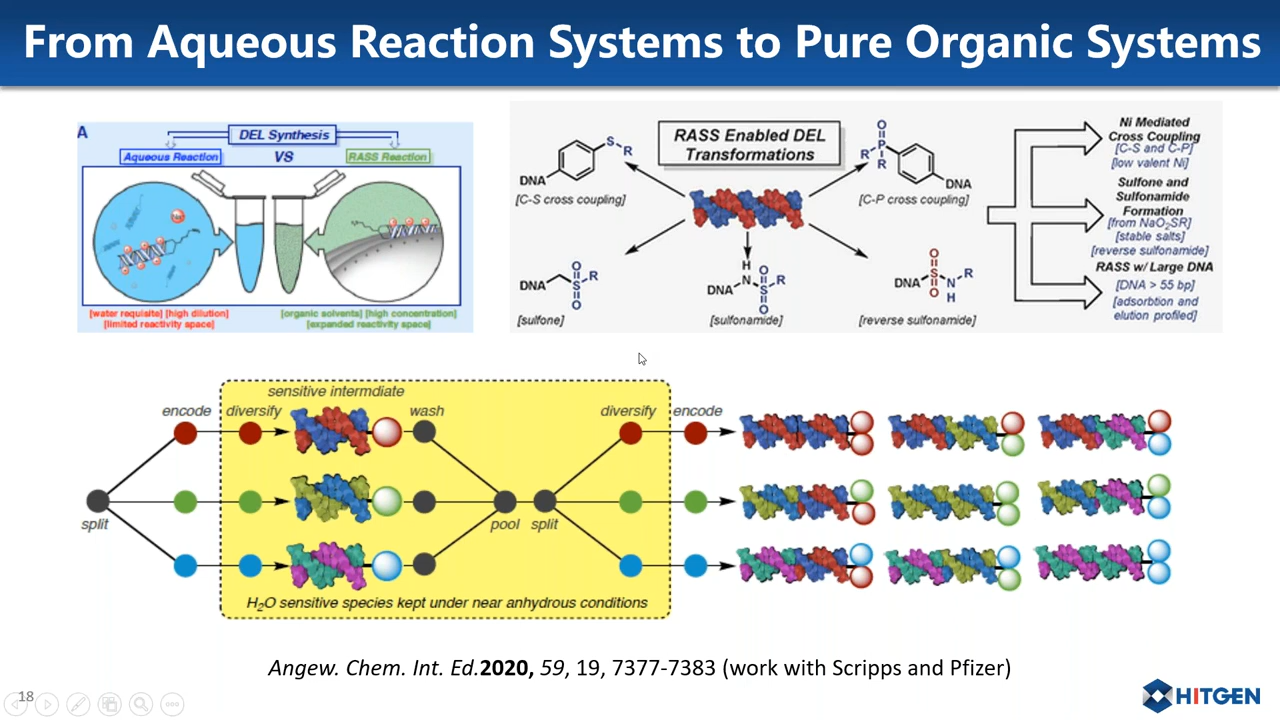 From Aqueous Reaction Systems to Pure Organic Systems
A
DEL Synthesis
Aqueous Reaction
VS
RASS Reaction
[water requisite] [high dilution]
[limited reactivity space]
[organic solvents] [high concentration]
[expanded reactivity space]
RASS Enabled DEL
Transformations
S
R
DNA
[C-S cross coupling]
O
R
P
R
DNA
[C-P cross coupling]
DNA
O
S
R
O
[sulfone]
H
DNA
N
O
S
R
O
[sulfonamide]
DNA
O
S
O
N
H
R
[reverse sulfonamide]
Ni Mediated
Cross Coupling
[C-S and C-P]
[low valent Ni]
Sulfone and
Sulfonamide
Formation
[from NaO2SR]
[stable salts]
[reverse sulfonamide]
RASS w/ Large DNA
[DNA > 55 bp]
[adsorbtion and
elution profiled]
sensitive intermdiate
encode
diversify
wash
diversify
encode
split
pool
split
H2O sensitive species kept under near anhydrous conditions
Angew. Chem. Int. Ed.2020, 59, 19, 7377-7383 (work with Scripps and Pfizer)
18
HITGEN